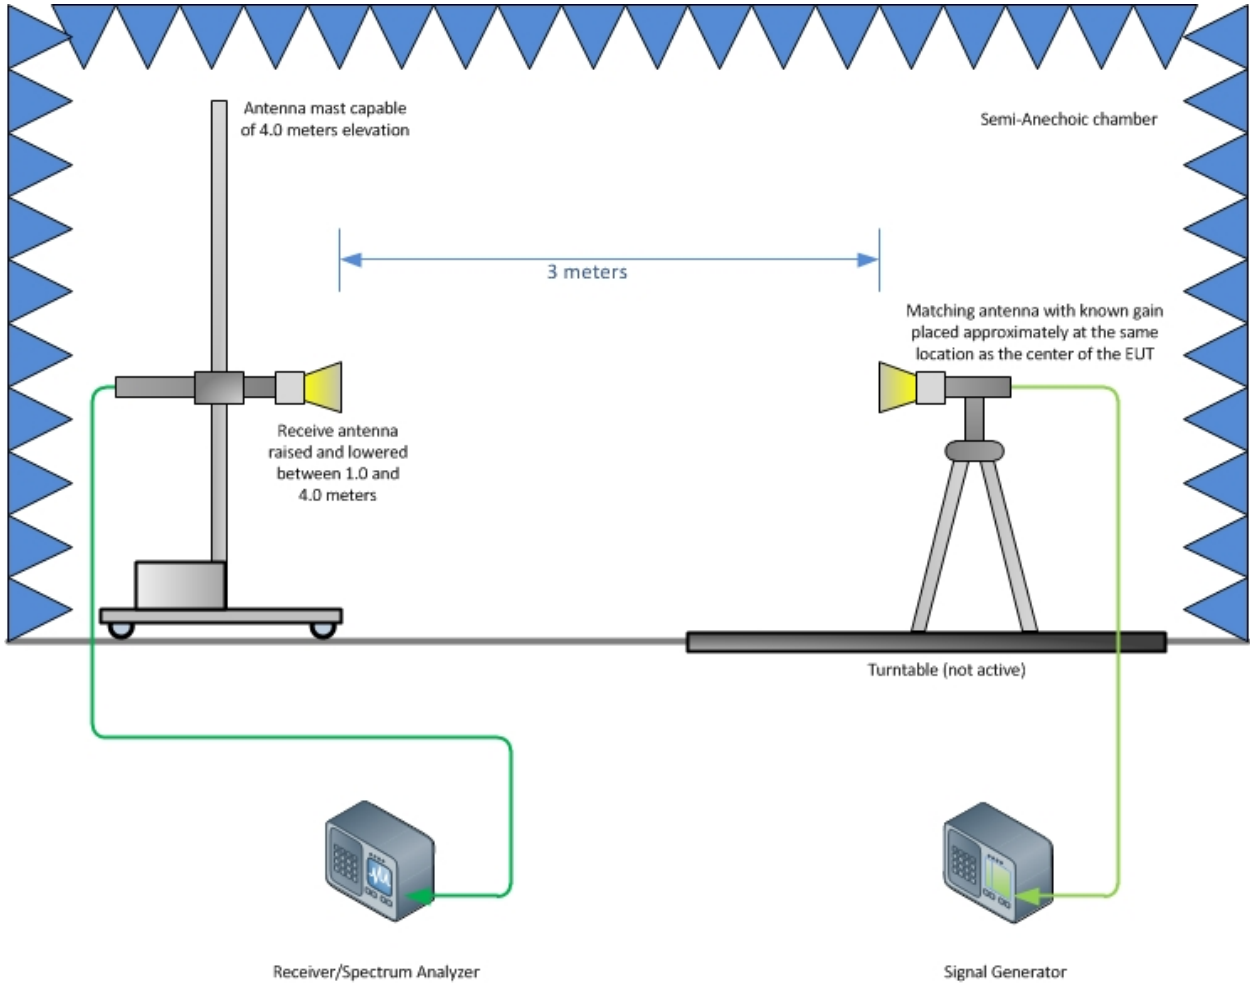 Antenna mast capable
of 4.0 meters elevation
Semi-Anechoic chamber
3 meters
Matching antenna with known gain
placed approximately at the same
location as the center of the EUT
Receive antenna
raised and lowered
between 1.0 and
4.0 meters
Turntable (not active)
Receiver/Spectrum Analyzer
Signal Generator